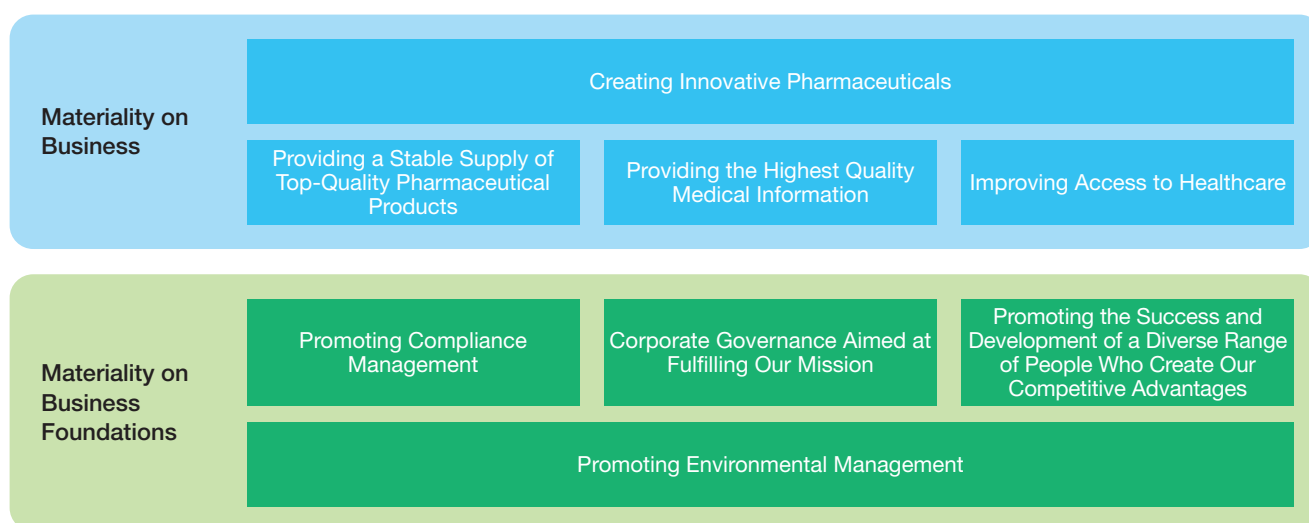 Materiality on
Business
Creating Innovative Pharmaceuticals
Providing a Stable Supply of
Top-Quality Pharmaceutical
Products
Providing the Highest Quality
Medical Information
Improving Access to Healthcare
Materiality on
Business
Foundations
Promoting Compliance
Management
Corporate Governance Aimed at
Fulfilling Our Mission
Promoting the Success and
Development of a Diverse Range
of People Who Create Our
Competitive Advantages
Promoting Environmental Management